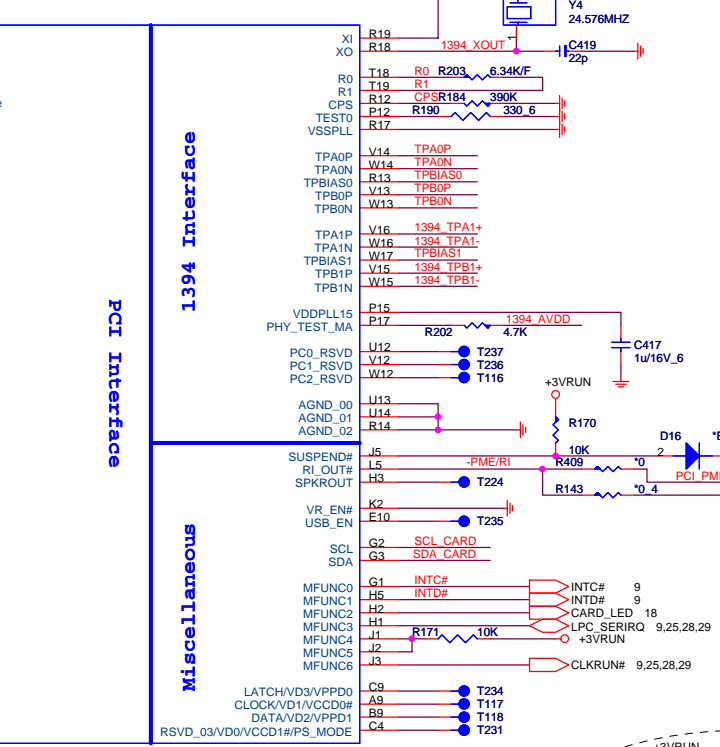 Y4
24.576MHZ
XI R19
XO R18 1394_XOUT 1 C419
22p
R0 T18 R0 R203 6.34K/F
R1 T19 R1
CPS R12 CPS R184 390K
TEST0 P12 R190 330_6
VSSPLL R17
TPA0P V14 TPA0P
TPA0N W14 TPA0N
TPBIAS0 R13 TPBIAS0
TPB0P V13 TPB0P
TPB0N W13 TPB0N
TPA1P V16 1394_TPA1+
TPA1N W16 1394_TPA1-
TPBIAS1 W17 TPBIAS1
TPB1P V15 1394_TPB1+
TPB1N W15 1394_TPB1-
1394 Interface
VDDPLL15 P15
PHY_TEST_MA P17 R202 4.7K 1394_AVDD
C417
1u/16V_6
PC0_RSVD U12 T237
PC1_RSVD V12 T236
PC2_RSVD W12 T116
PCI Interface
+3VRUN
AGND_00 U13
AGND_01 U14
AGND_02 R14
R170
10K
D16
SUSPEND# J5 2
RI_OUT# L5 -PME/RI R409 *0
SPKROUT H3 T224
R143 *0_4
VR_EN# K2
USB_EN E10 T235
SCL G2 SCL_CARD
SDA G3 SDA_CARD
Miscellaneous
MFUNC0 G1 INTC# INTC# 9
MFUNC1 H5 INTD# INTD# 9
MFUNC2 H2 CARD_LED 18
MFUNC3 H1 LPC_SERIRQ 9,25,28,29
MFUNC4 J1 R171 10K +3VRUN
MFUNC5 J2
MFUNC6 J3 CLKRUN# 9,25,28,29
LATCH/VD3/VPPD0 C9 T234
CLOCK/VD1/VCCD0# A9 T117
DATA/VD2/VPPD1 B9 T118
RSVD_03/VD0/VCCD1#/PS_MODE C4 T231